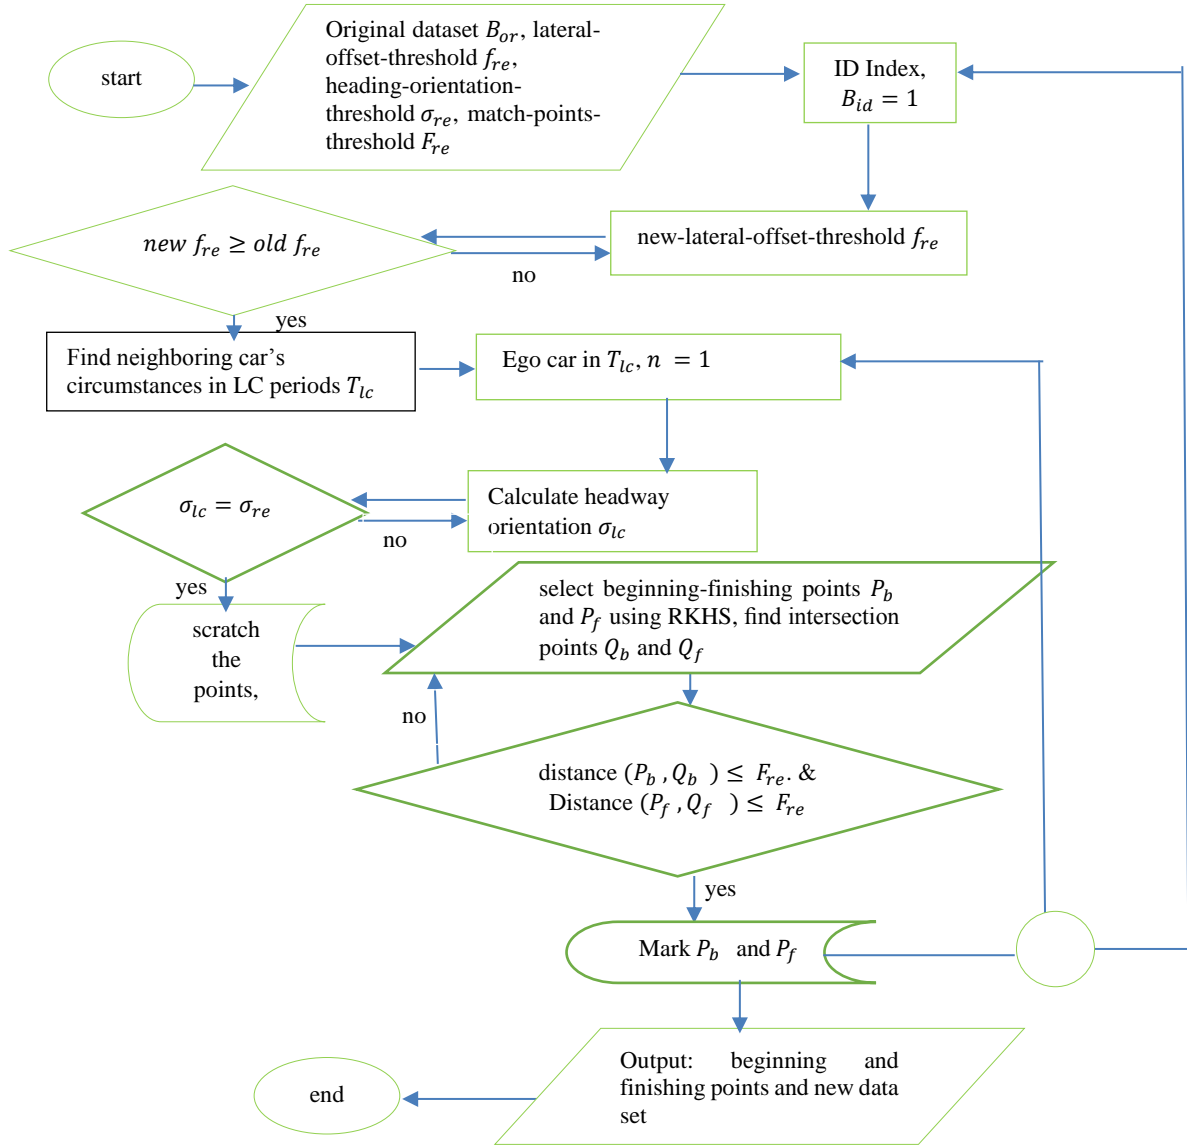 start
Original dataset B_or, lateral-
offset-threshold f_re,
heading-orientation-
threshold σ_re, match-points-
threshold F_re
ID Index,
B_id = 1
new f_re ≥ old f_re
new-lateral-offset-threshold f_re
no
yes
Find neighboring car's
circumstances in LC periods T_lc
Ego car in T_lc, n = 1
σ_lc = σ_re
Calculate headway
orientation σ_lc
no
yes
scratch
the
points,
select beginning-finishing points P_b
and P_f using RKHS, find intersection
points Q_b and Q_f
no
distance (P_b , Q_b ) ≤ F_re. &
Distance (P_f , Q_f ) ≤ F_re
yes
Mark P_b and P_f
Output: beginning and
finishing points and new data
set
end